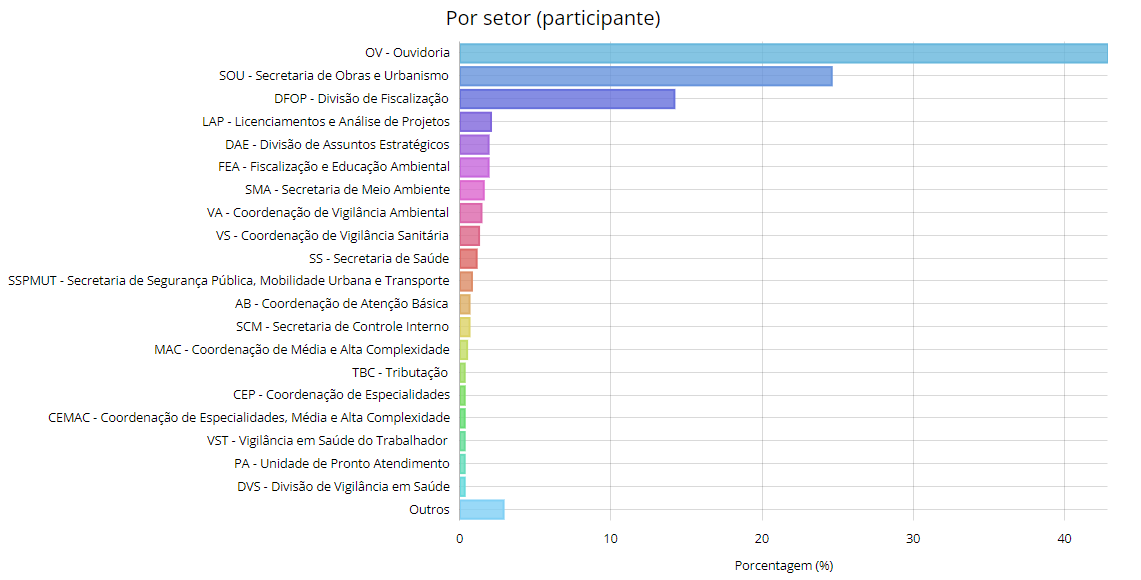 Por setor (participante)
OV - Ouvidoria
SOU - Secretaria de Obras e Urbanismo
DFOP - Divisão de Fiscalização
LAP - Licenciamentos e Análise de Projetos
DAE - Divisão de Assuntos Estratégicos
FEA - Fiscalização e Educação Ambiental
SMA - Secretaria de Meio Ambiente
VA - Coordenação de Vigilância Ambiental
VS - Coordenação de Vigilância Sanitária
SS - Secretaria de Saúde
SSPMUT - Secretaria de Segurança Pública, Mobilidade Urbana e Transporte
AB - Coordenação de Atenção Básica
SCM - Secretaria de Controle Interno
MAC - Coordenação de Média e Alta Complexidade
TBC - Tributação
CEP - Coordenação de Especialidades
CEMAC - Coordenação de Especialidades, Média e Alta Complexidade
VST - Vigilância em Saúde do Trabalhador
PA - Unidade de Pronto Atendimento
DVS - Divisão de Vigilância em Saúde
Outros
0 10 20 30 40
Porcentagem (%)